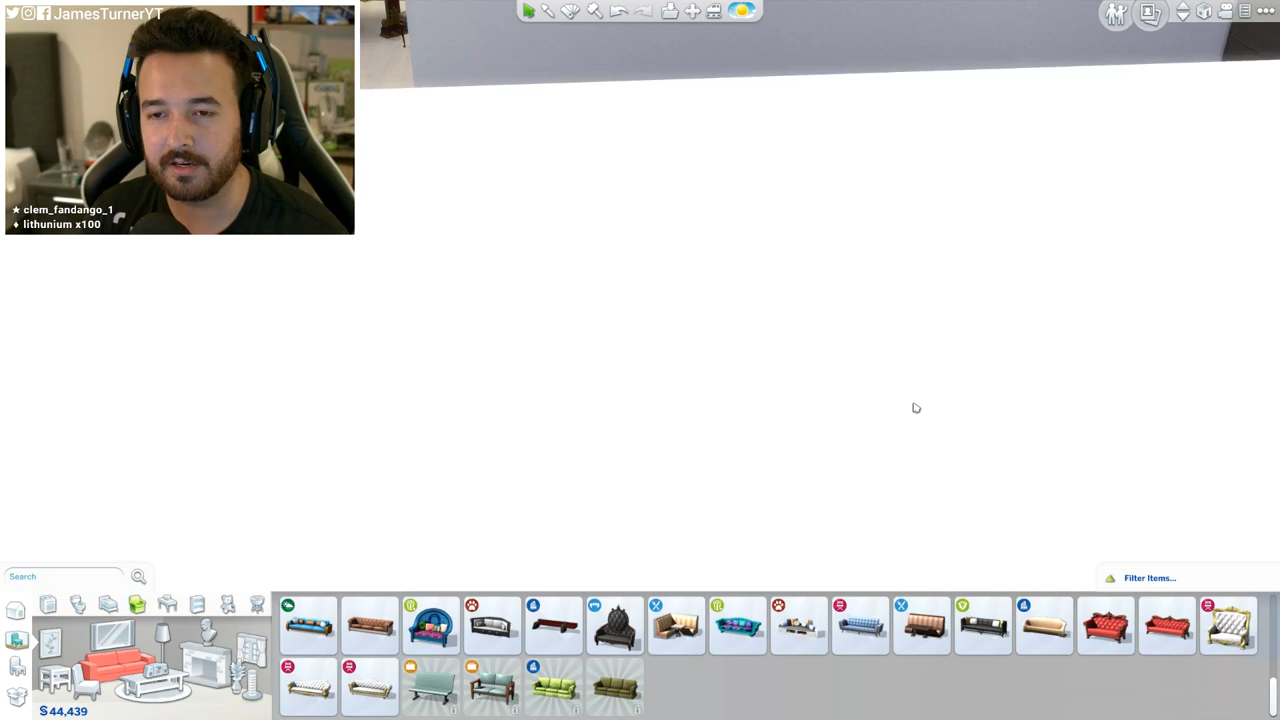 JamesTurnerYT
★ clem_fandango_1
♦ lithunium x100
Search
Filter Items...
§44,439